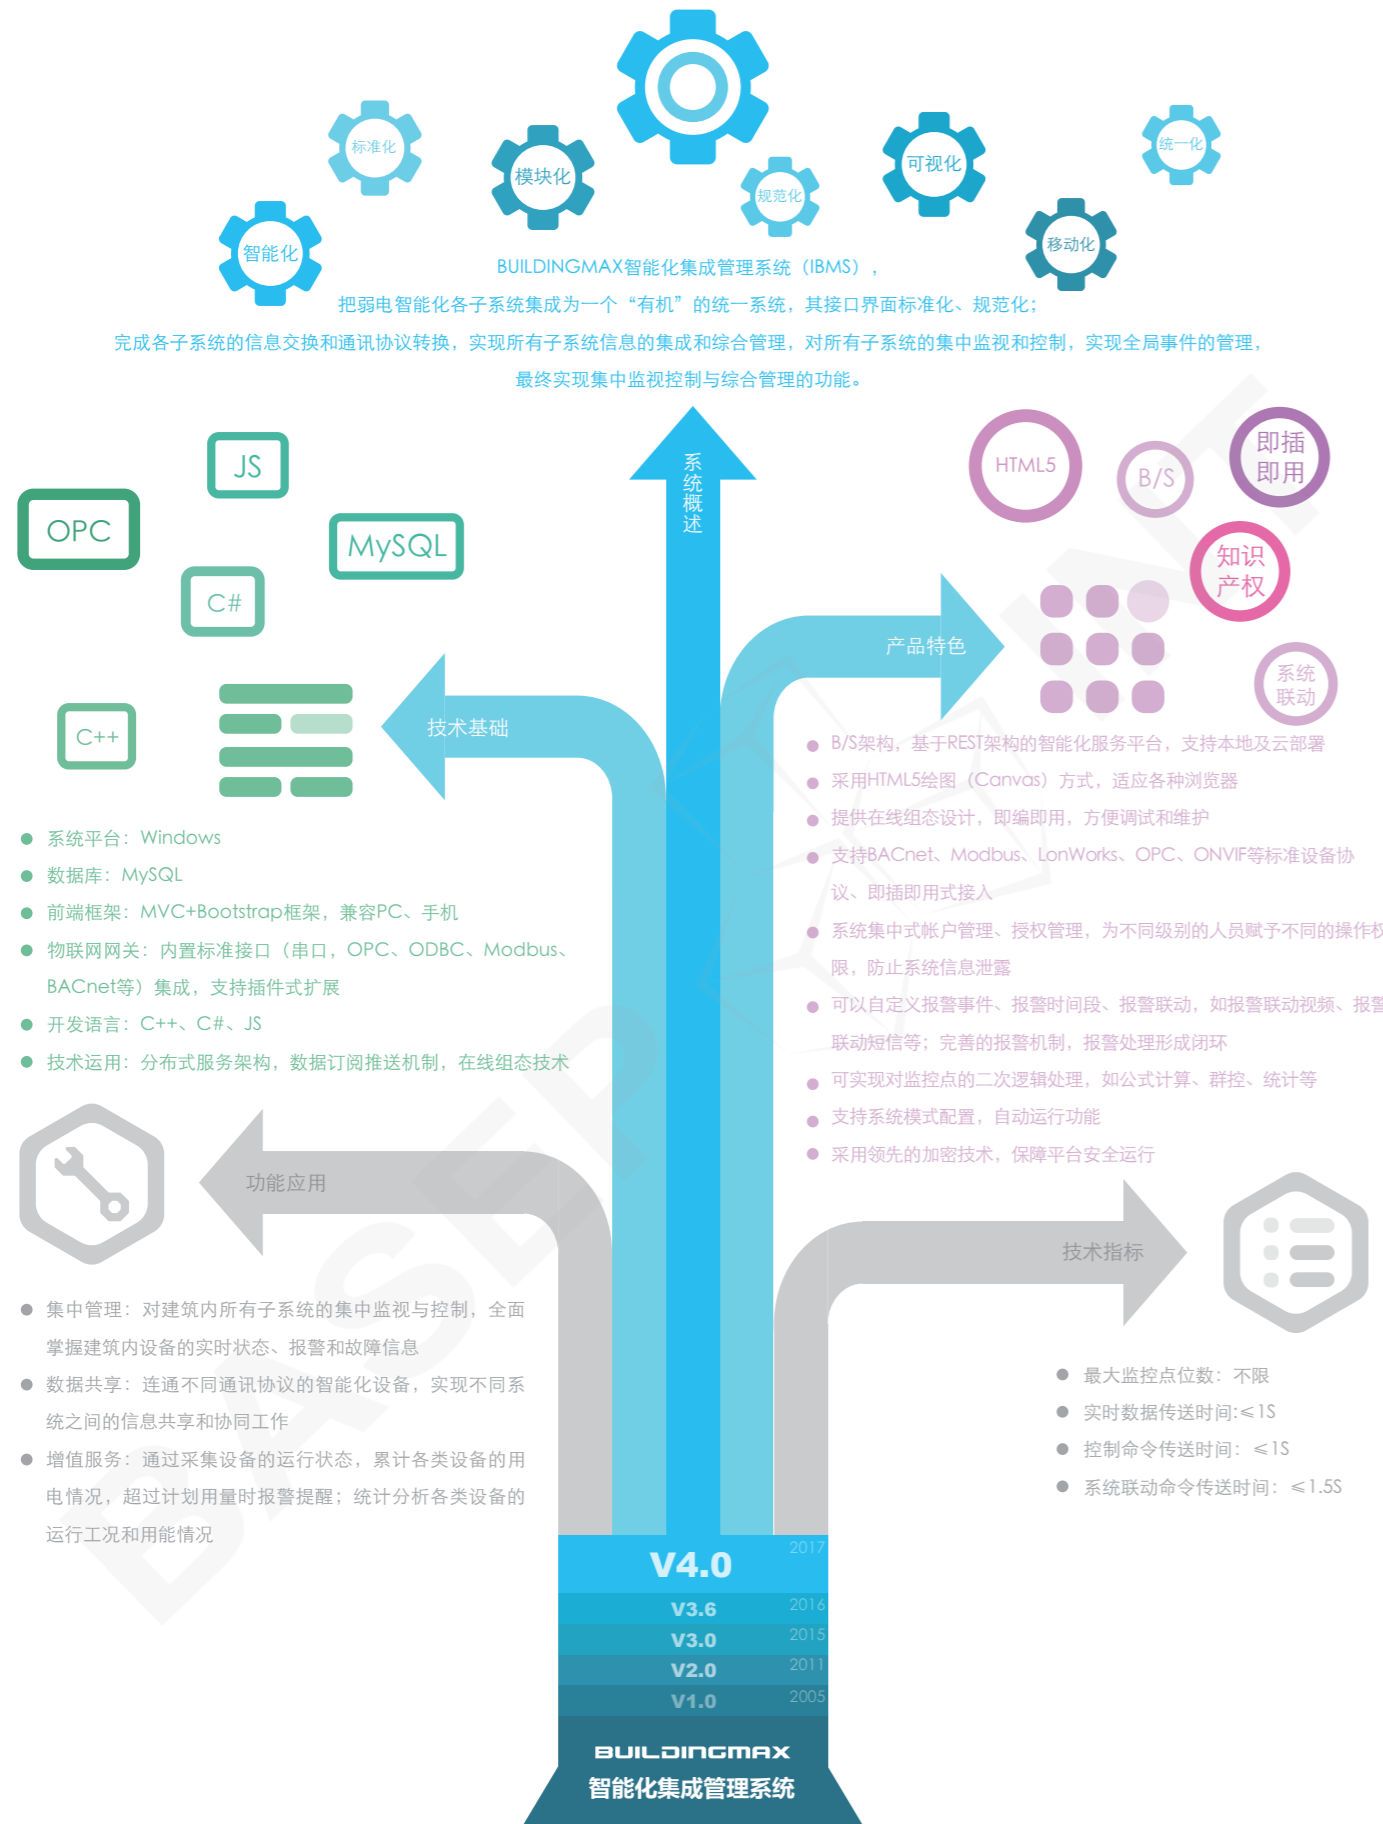 标准化
模块化
规范化
可视化
统一化
智能化
移动化
BUILDINGMAX智能化集成管理系统（IBMS），
把弱电智能化各子系统集成为一个“有机”的统一系统，其接口界面标准化、规范化；
完成各子系统的信息交换和通讯协议转换，实现所有子系统信息的集成和综合管理，对所有子系统的集中监视和控制，实现全局事件的管理，
最终实现集中监视控制与综合管理的功能。
系统概述
JS
OPC
MySQL
C#
C++
技术基础
系统平台：Windows
数据库：MySQL
前端框架：MVC+Bootstrap框架，兼容PC、手机
物联网网关：内置标准接口（串口，OPC、ODBC、Modbus、
BACnet等）集成，支持插件式扩展
开发语言：C++、C#、JS
技术运用：分布式服务架构，数据订阅推送机制，在线组态技术
HTML5
B/S
即插
即用
知识
产权
系统
联动
产品特色
B/S架构，基于REST架构的智能化服务平台，支持本地及云部署
采用HTML5绘图（Canvas）方式，适应各种浏览器
提供在线组态设计，即编即用，方便调试和维护
支持BACnet、Modbus、LonWorks、OPC、ONVIF等标准设备协
议、即插即用式接入
系统集中式帐户管理、授权管理，为不同级别的人员赋予不同的操作权
限，防止系统信息泄露
可以自定义报警事件、报警时间段、报警联动，如报警联动视频、报警
联动短信等；完善的报警机制，报警处理形成闭环
可实现对监控点的二次逻辑处理，如公式计算、群控、统计等
支持系统模式配置，自动运行功能
采用领先的加密技术，保障平台安全运行
功能应用
集中管理：对建筑内所有子系统的集中监视与控制，全面
掌握建筑内设备的实时状态、报警和故障信息
数据共享：连通不同通讯协议的智能化设备，实现不同系
统之间的信息共享和协同工作
增值服务：通过采集设备的运行状态，累计各类设备的用
电情况，超过计划用量时报警提醒；统计分析各类设备的
运行工况和用能情况
技术指标
最大监控点位数：不限
实时数据传送时间:≤1S
控制命令传送时间：≤1S
系统联动命令传送时间：≤1.5S
V4.0 2017
V3.6 2016
V3.0 2015
V2.0 2011
V1.0 2005
BUILDINGMAX
智能化集成管理系统